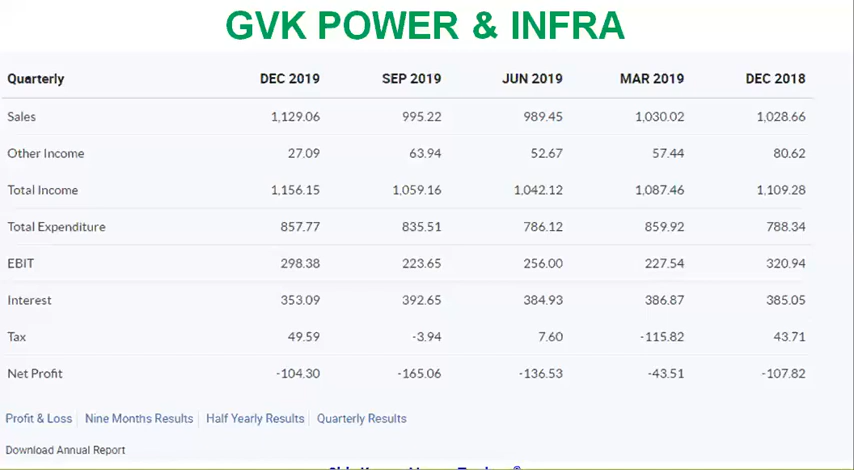 GVK POWER & INFRA
Quarterly DEC 2019 SEP 2019 JUN 2019 MAR 2019 DEC 2018
Sales 1,129.06 995.22 989.45 1,030.02 1,028.66
Other Income 27.09 63.94 52.67 57.44 80.62
Total Income 1,156.15 1,059.16 1,042.12 1,087.46 1,109.28
Total Expenditure 857.77 835.51 786.12 859.92 788.34
EBIT 298.38 223.65 256.00 227.54 320.94
Interest 353.09 392.65 384.93 386.87 385.05
Tax 49.59 -3.94 7.60 -115.82 43.71
Net Profit -104.30 -165.06 -136.53 -43.51 -107.82
Profit & Loss Nine Months Results Half Yearly Results Quarterly Results
Download Annual Report